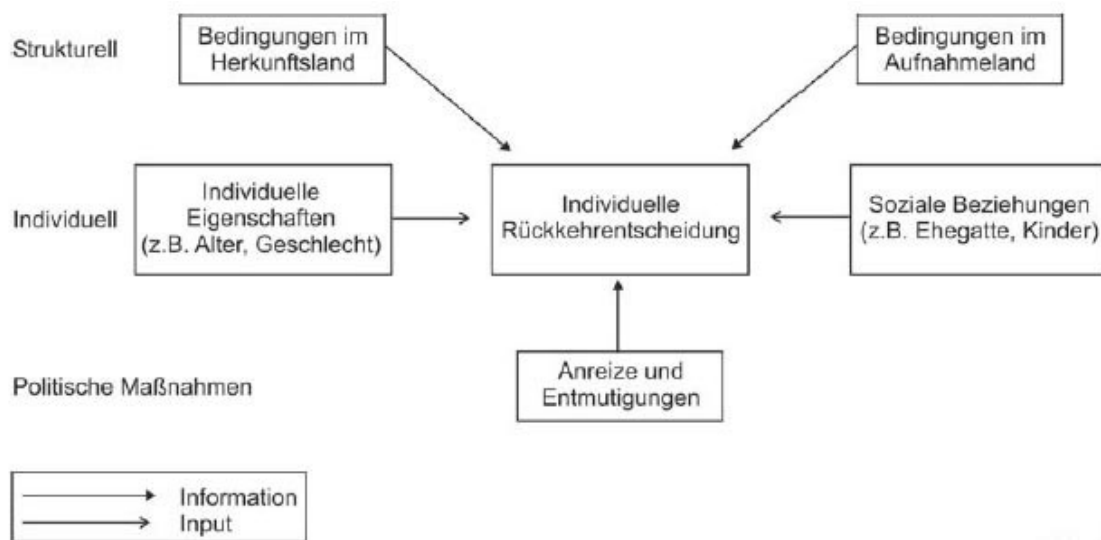 Strukturell
Bedingungen im
Herkunftsland
Bedingungen im
Aufnahmeland
Individuell
Individuelle
Eigenschaften
(z.B. Alter, Geschlecht)
Individuelle
Rückkehrentscheidung
Soziale Beziehungen
(z.B. Ehegatte, Kinder)
Politische Maßnahmen
Anreize und
Entmutigungen
Information
Input